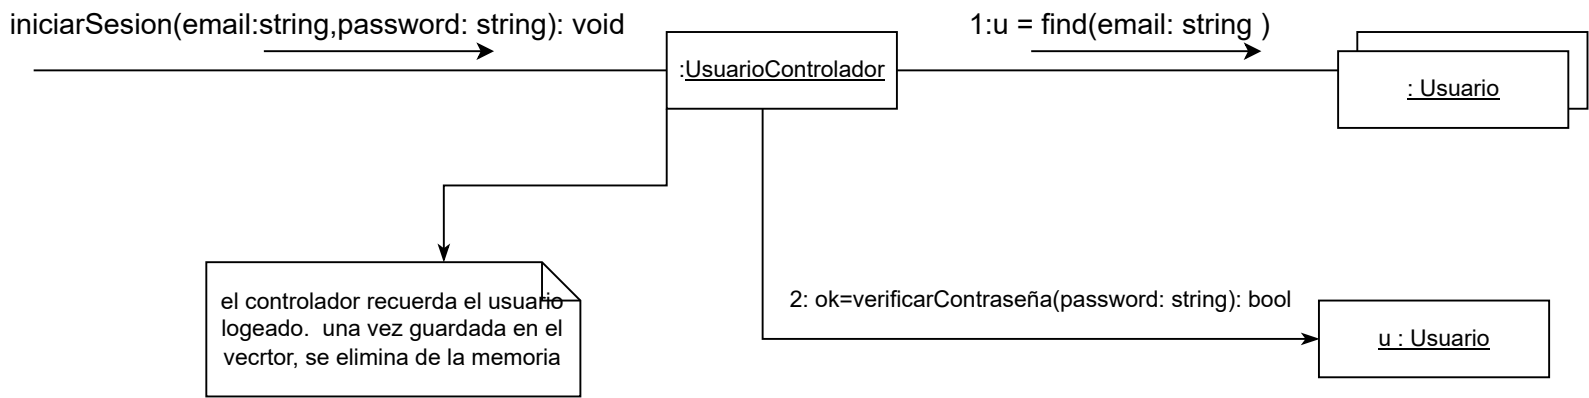 iniciarSesion(email:string,password: string): void
1:u = find(email: string )
:UsuarioControlador
: Usuario
el controlador recuerda el usuario
logeado. una vez guardada en el
vecrtor, se elimina de la memoria
2: ok=verificarContraseña(password: string): bool
u : Usuario